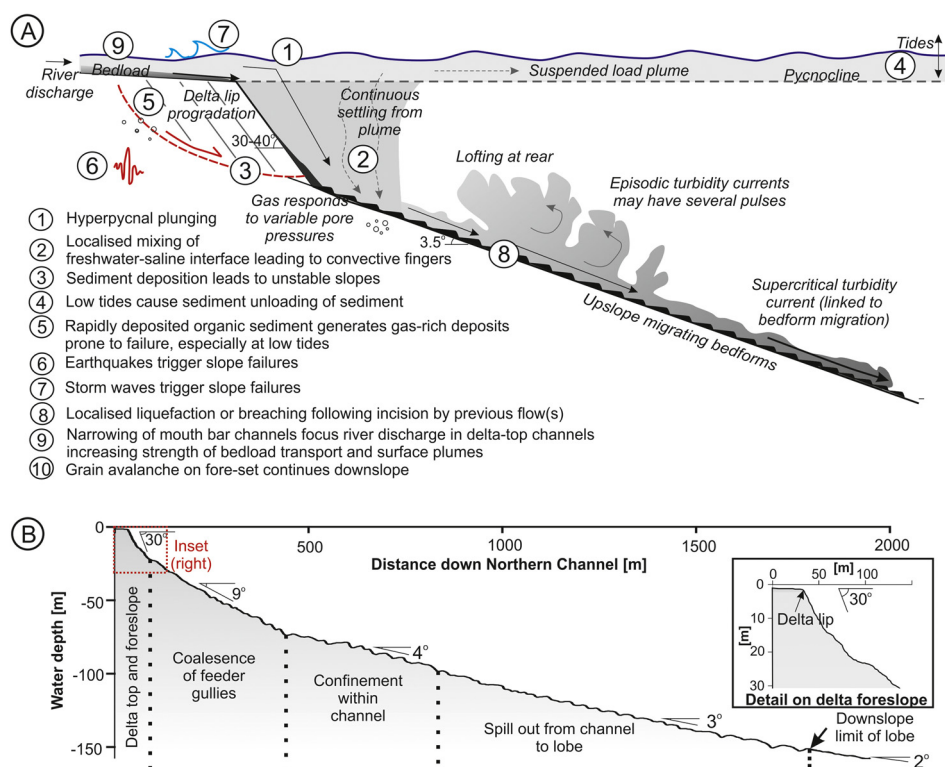 A
9
7
1
Tides
4
River
discharge
Bedload
Suspended load plume
Pycnocline
5
Delta lip
progradation
Continuous
settling from
plume
30-40°
2
6
3
Lofting at rear
Episodic turbidity currents
may have several pulses
Gas responds
to variable pore
pressures
3.5°
8
Supercritical turbidity
current (linked to
bedform migration)
Upslope migrating bedforms
1 Hyperpycnal plunging
2 Localised mixing of
freshwater-saline interface leading to convective fingers
3 Sediment deposition leads to unstable slopes
4 Low tides cause sediment unloading of sediment
5 Rapidly deposited organic sediment generates gas-rich deposits
prone to failure, especially at low tides
6 Earthquakes trigger slope failures
7 Storm waves trigger slope failures
8 Localised liquefaction or breaching following incision by previous flow(s)
9 Narrowing of mouth bar channels focus river discharge in delta-top channels
increasing strength of bedload transport and surface plumes
10 Grain avalanche on fore-set continues downslope
B
0
500
1000
1500
2000
Distance down Northern Channel [m]
Water depth [m]
-50
-100
-150
30°
Inset
(right)
9°
4°
3°
2°
Delta top and foreslope
Coalesence
of feeder
gullies
Confinement
within
channel
Spill out from channel
to lobe
0 50 [m] 100
0
10
20
30
[m]
30°
Delta lip
Detail on delta foreslope
Downslope
limit of lobe